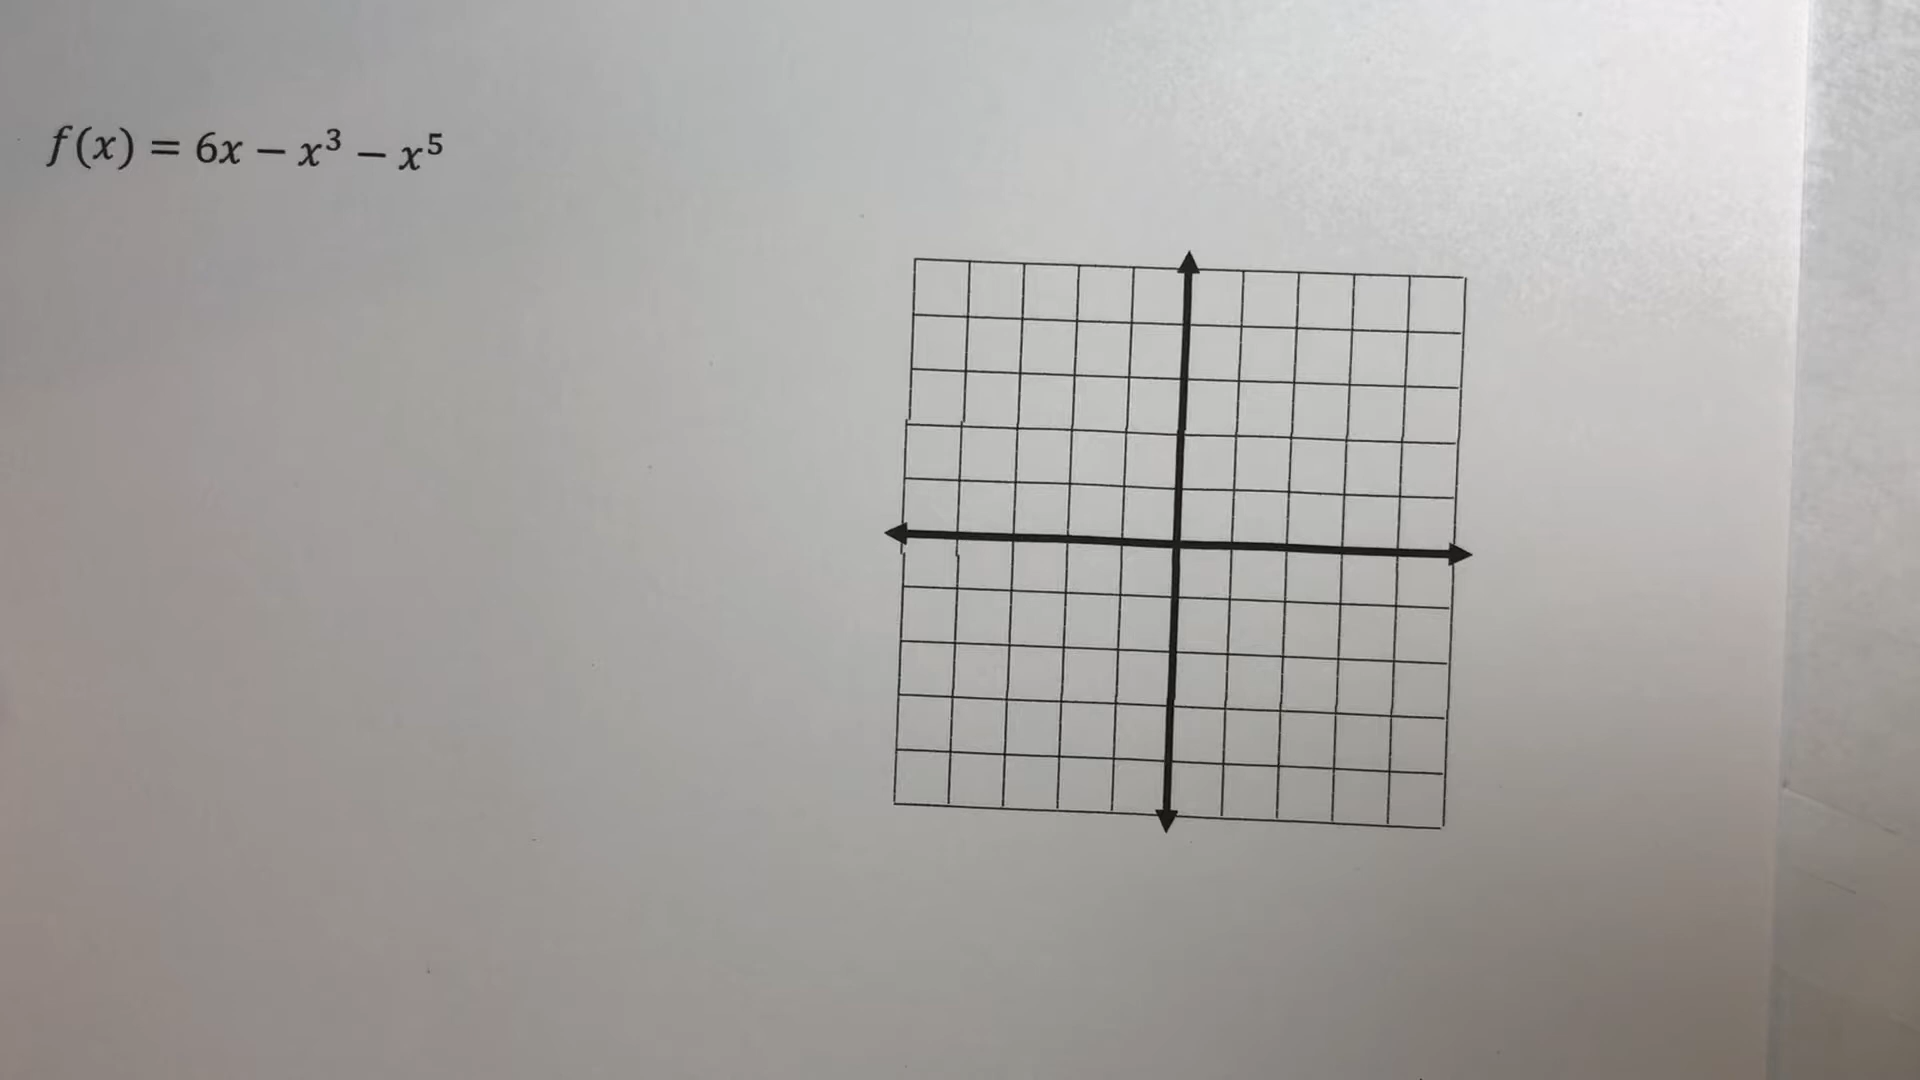 f(x) = 6x − x³ − x⁵